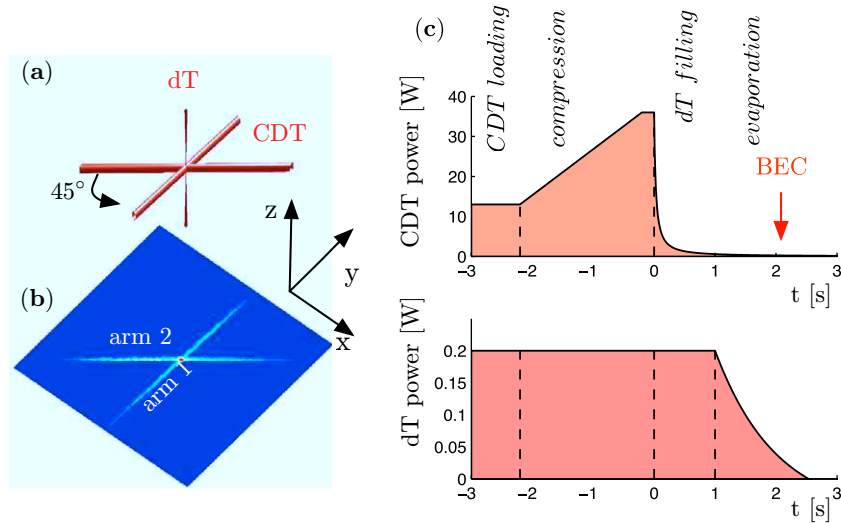 (a)
dT
CDT
45°
z
y
x
(b)
arm 2
arm 1
(c)
CDT loading
compression
dT filling
evaporation
CDT power [W]
40
30
20
10
0
BEC
−3 −2 −1 0 1 2 3
t [s]
dT power [W]
0.2
0.15
0.1
0.05
0
−3 −2 −1 0 1 2 3
t [s]